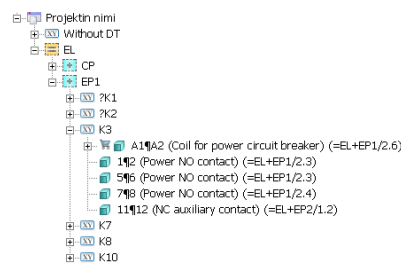 Projektin nimi
Without DT
EL
CP
EP1
?K1
?K2
K3
A1¶A2 (Coil for power circuit breaker) (=EL+EP1/2.6)
1¶2 (Power NO contact) (=EL+EP1/2.3)
5¶6 (Power NO contact) (=EL+EP1/2.3)
7¶8 (Power NO contact) (=EL+EP1/2.4)
11¶12 (NC auxiliary contact) (=EL+EP2/1.2)
K7
K8
K10